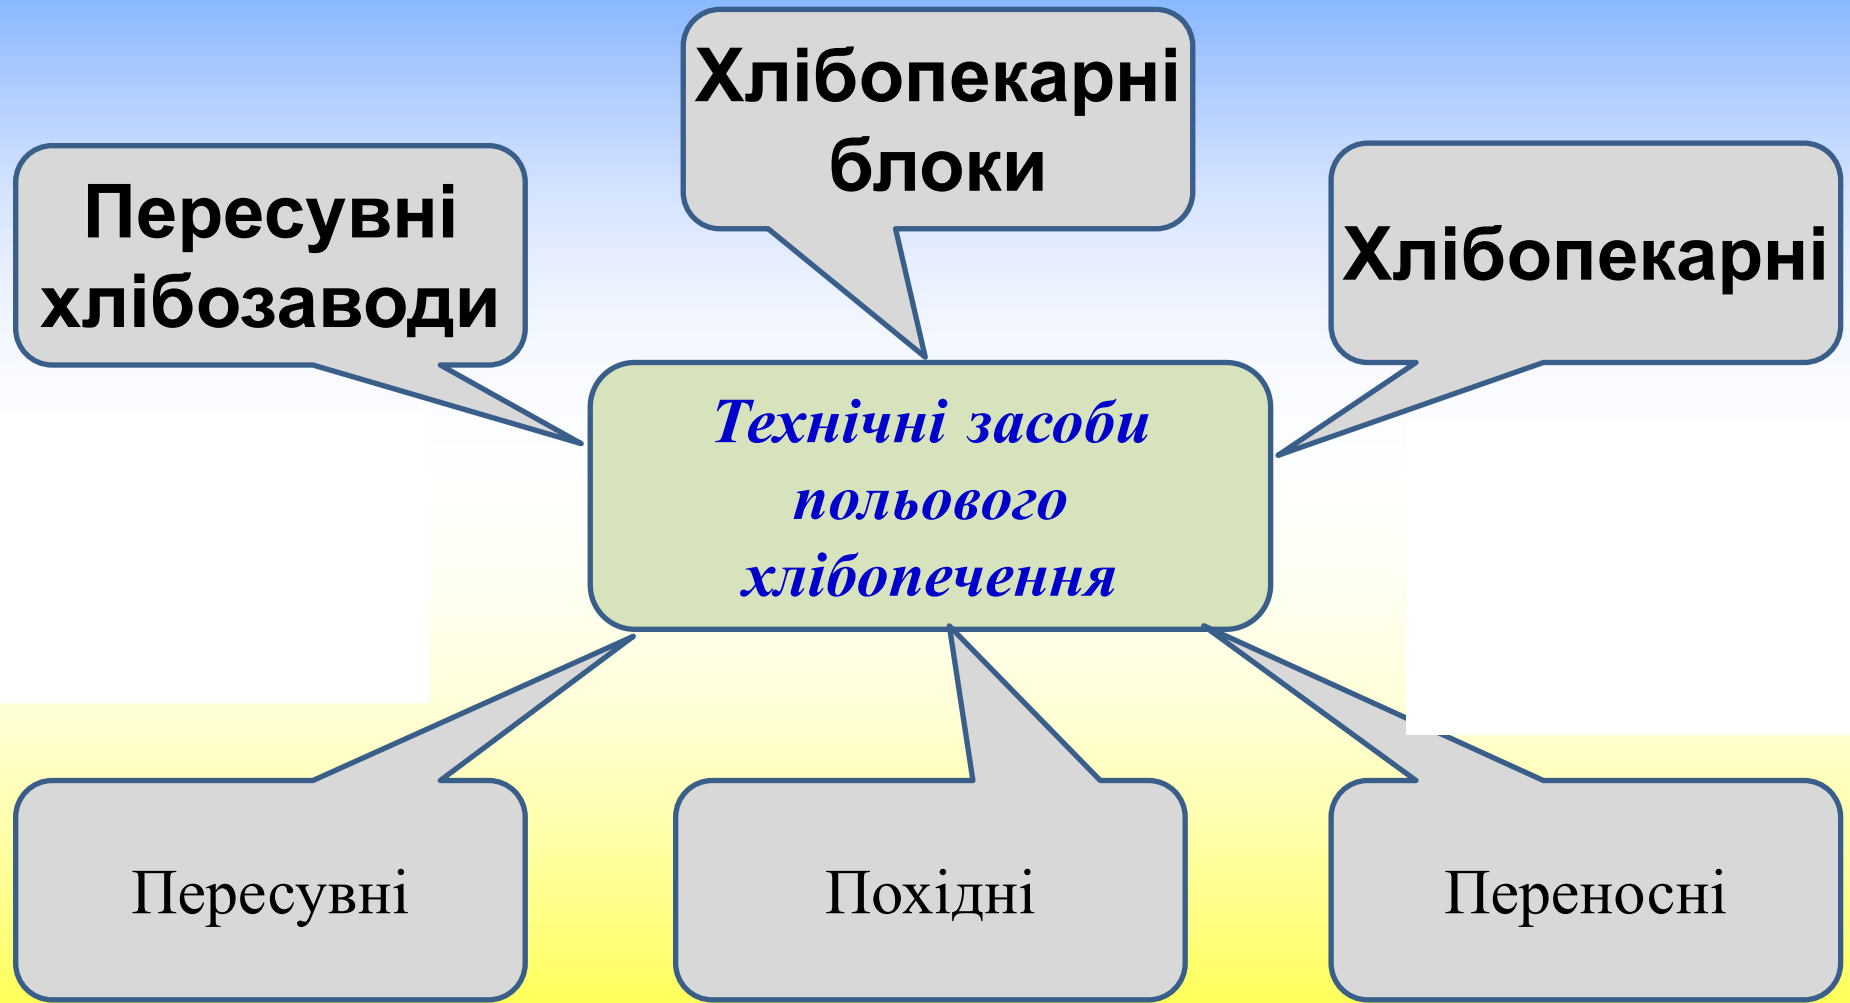 Хлібопекарні
блоки
Пересувні
хлібозаводи
Хлібопекарні
Технічні засоби
польового
хлібопечення
Пересувні
Похідні
Переносні